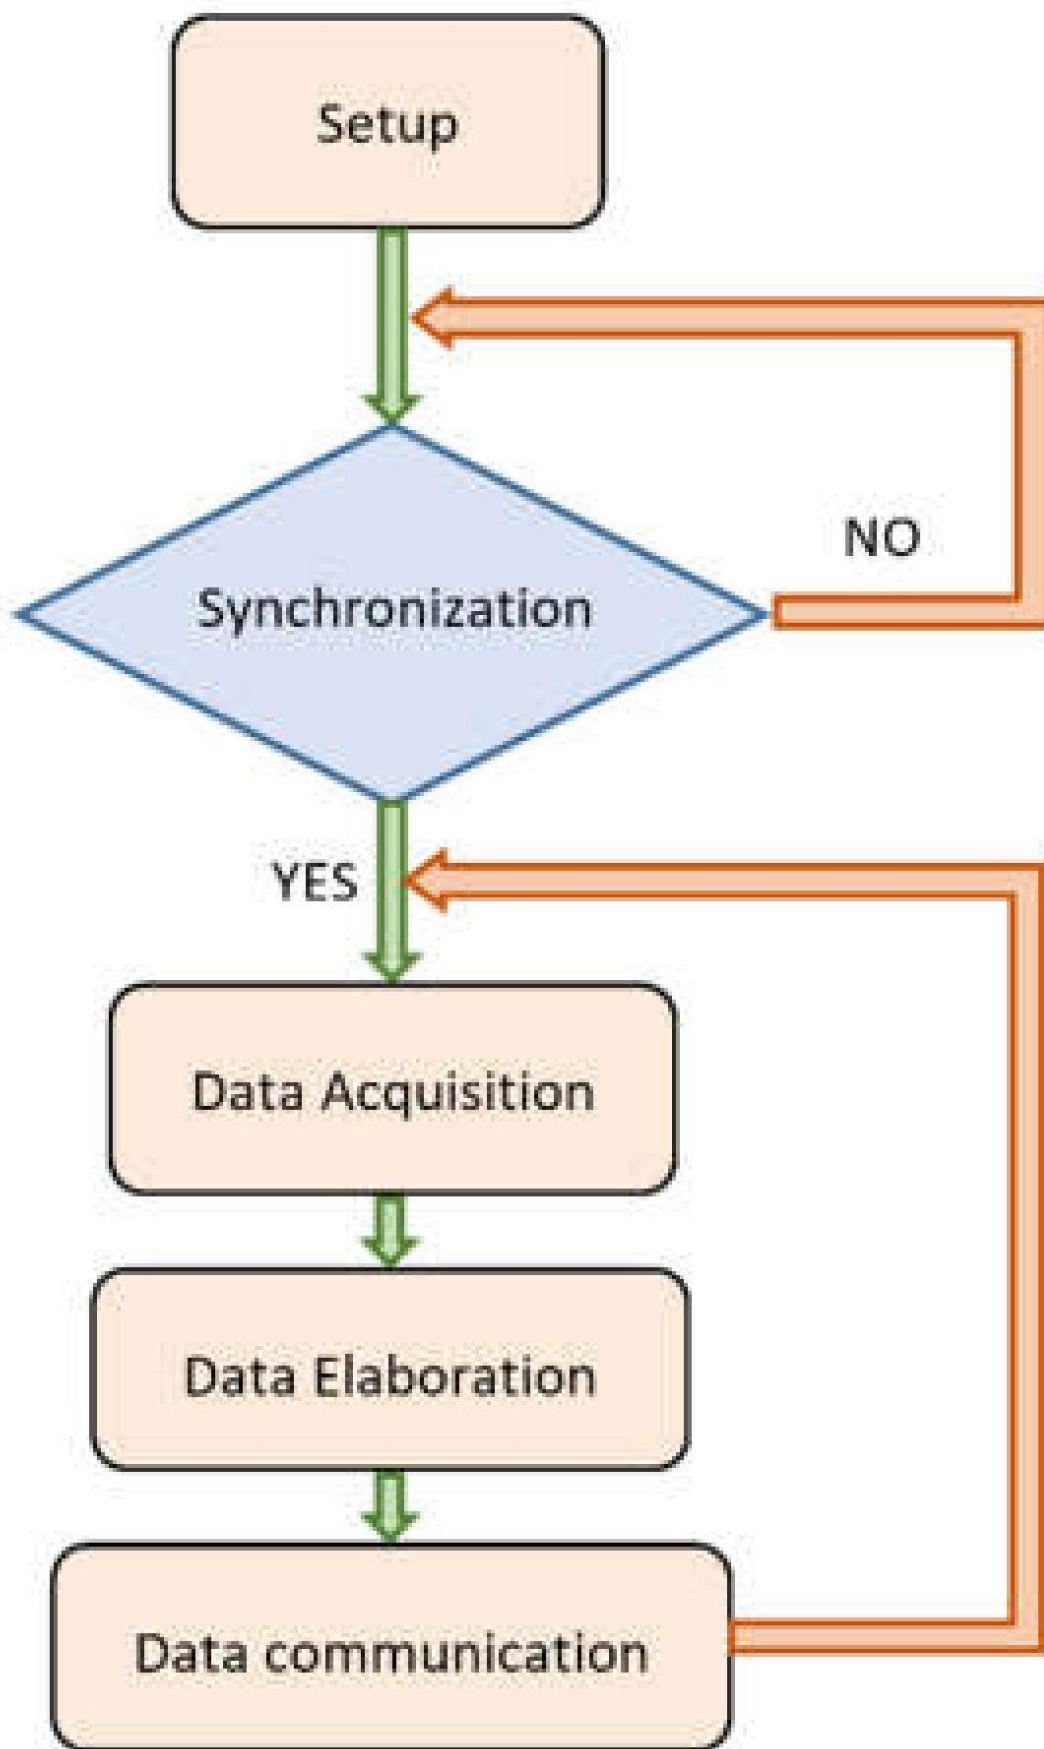 Setup
NO
Synchronization
YES
Data Acquisition
Data Elaboration
Data communication